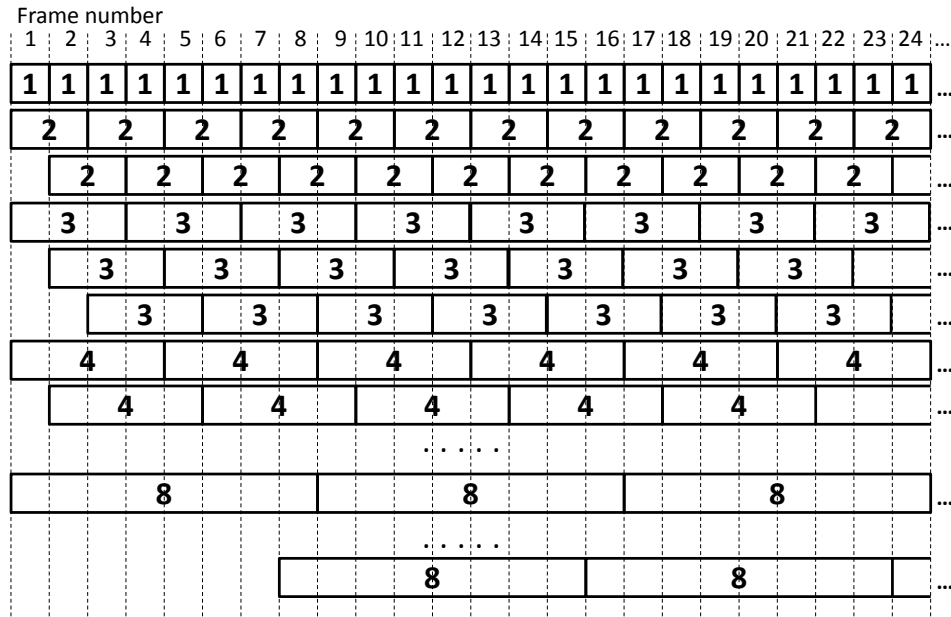 Frame number
1 2 3 4 5 6 7 8 9 10 11 12 13 14 15 16 17 18 19 20 21 22 23 24 ...
1 1 1 1 1 1 1 1 1 1 1 1 1 1 1 1 1 1 1 1 1 1 1 1 ...
2 2 2 2 2 2 2 2 2 2 2 2 ...
2 2 2 2 2 2 2 2 2 2 2 ...
3 3 3 3 3 3 3 3 ...
3 3 3 3 3 3 3 ...
3 3 3 3 3 3 3 ...
4 4 4 4 4 4 ...
4 4 4 4 4 ...
. . . . .
8 8 8 ...
. . . . .
8 8 ...